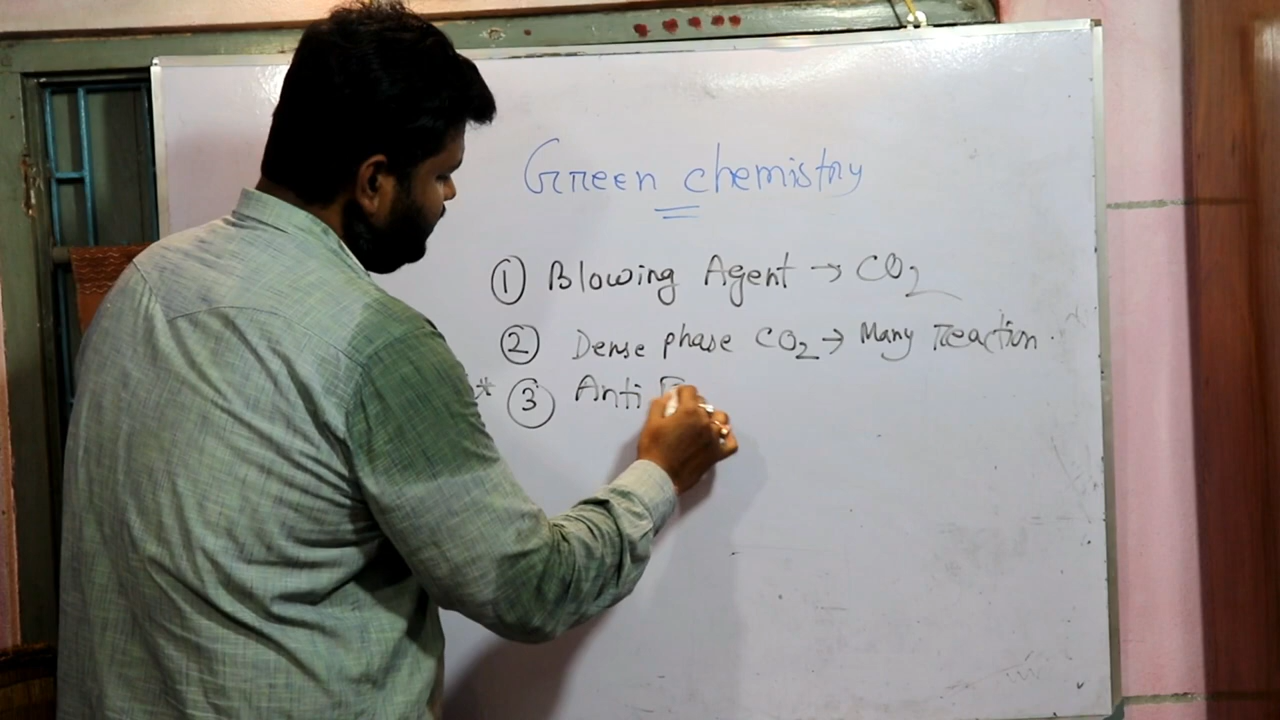 Green chemistry
① Blowing Agent → CO2
② Dense phase CO2 → Many reaction.
* ③ Anti